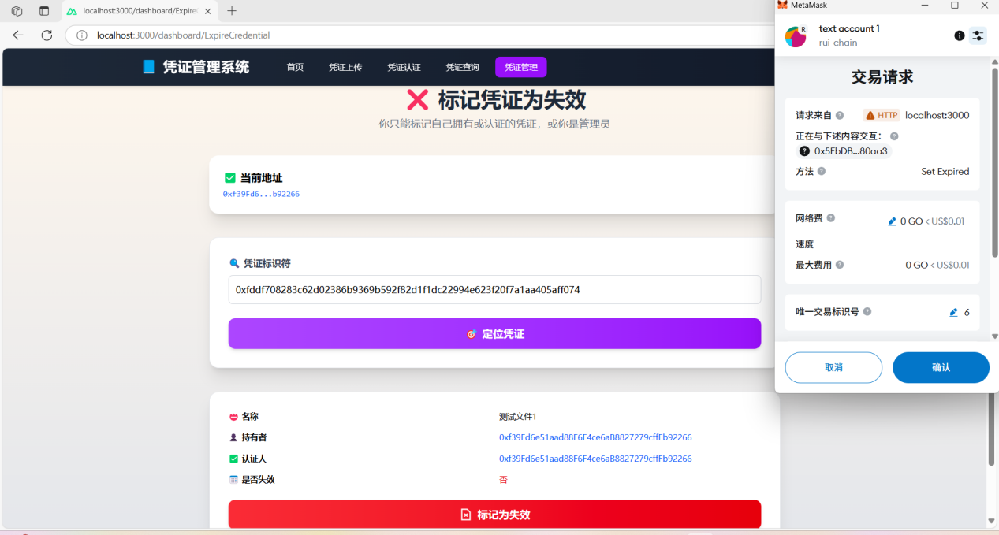 localhost:3000/dashboard/ExpireC
localhost:3000/dashboard/ExpireCredential
凭证管理系统
首页
凭证上传
凭证认证
凭证查询
凭证管理
标记凭证为失效
你只能标记自己拥有或认证的凭证，或你是管理员
当前地址
0xf39Fd6...b92266
凭证标识符
0xfddf708283c62d02386b9369b592f82d1f1dc22994e623f20f7a1aa405aff074
定位凭证
名称 测试文件1
持有者 0xf39Fd6e51aad88F6F4ce6aB8827279cffFb92266
认证人 0xf39Fd6e51aad88F6F4ce6aB8827279cffFb92266
是否失效 否
标记为失效
MetaMask
R
text account 1
rui-chain
交易请求
请求来自 HTTP localhost:3000
正在与下述内容交互：
0x5FbDB...80aa3
方法 Set Expired
网络费 0 GO < US$0.01
速度
最大费用 0 GO < US$0.01
唯一交易标识号 6
取消
确认